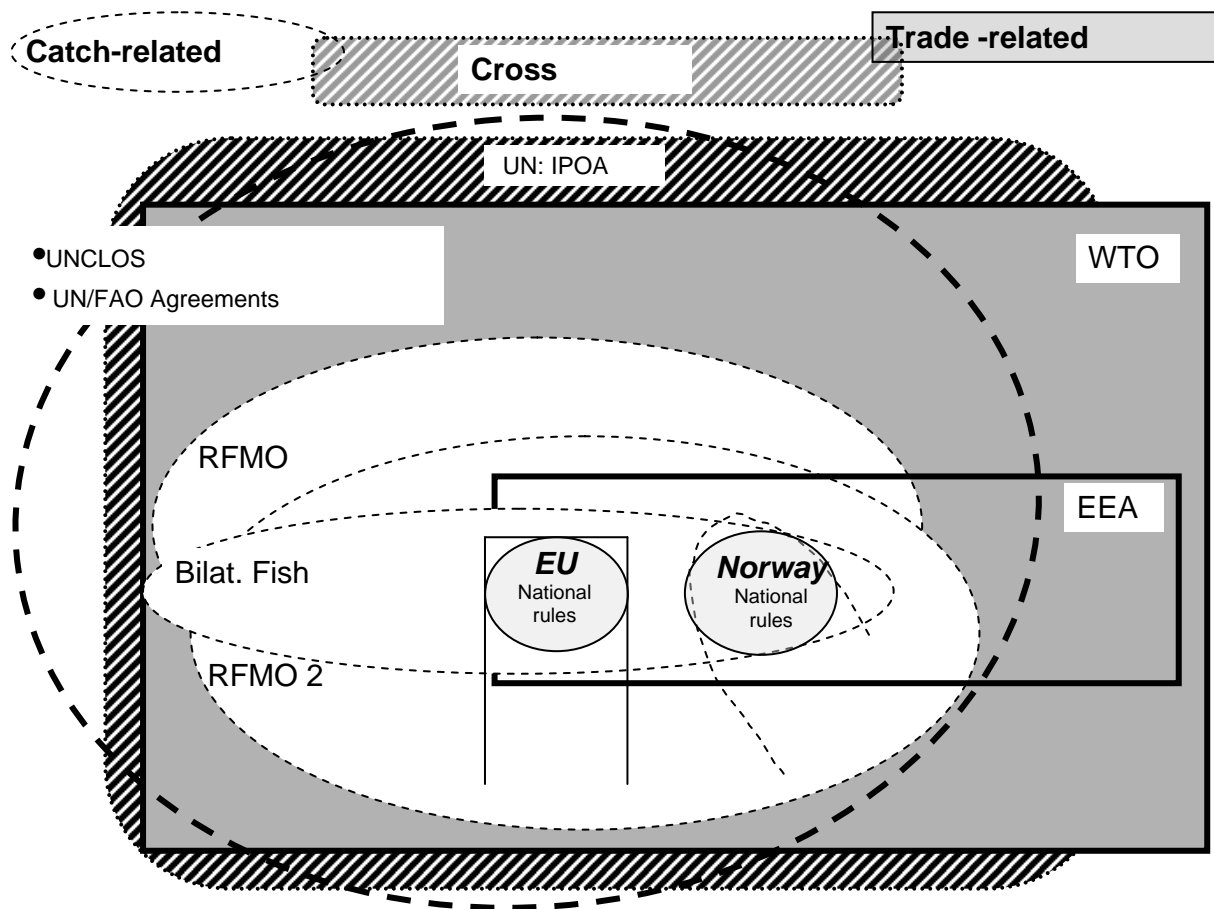 Catch-related
Cross
Trade -related
UN: IPOA
•UNCLOS
• UN/FAO Agreements
WTO
RFMO
EEA
Bilat. Fish
EU
National
rules
Norway
National
rules
RFMO 2